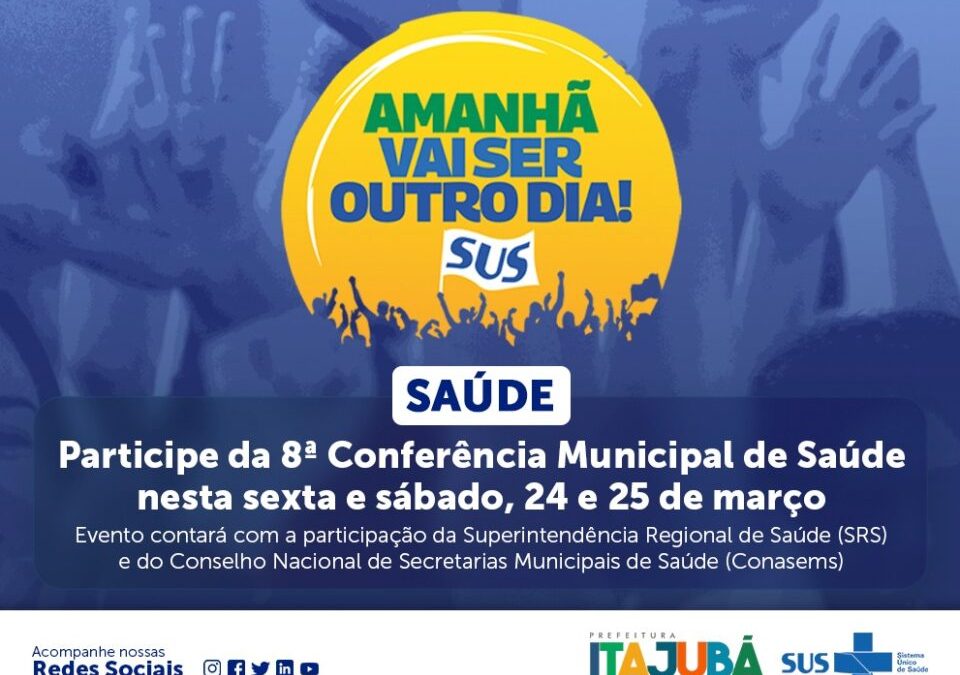 AMANHÃ
VAI SER
OUTRO DIA!
SUS
SAÚDE
Participe da 8ª Conferência Municipal de Saúde
nesta sexta e sábado, 24 e 25 de março
Evento contará com a participação da Superintendência Regional de Saúde (SRS)
e do Conselho Nacional de Secretarias Municipais de Saúde (Conasems)
Acompanhe nossas
Redes Sociais
PREFEITURA
ITAJUBÁ
SUS
Sistema
Único
de Saúde